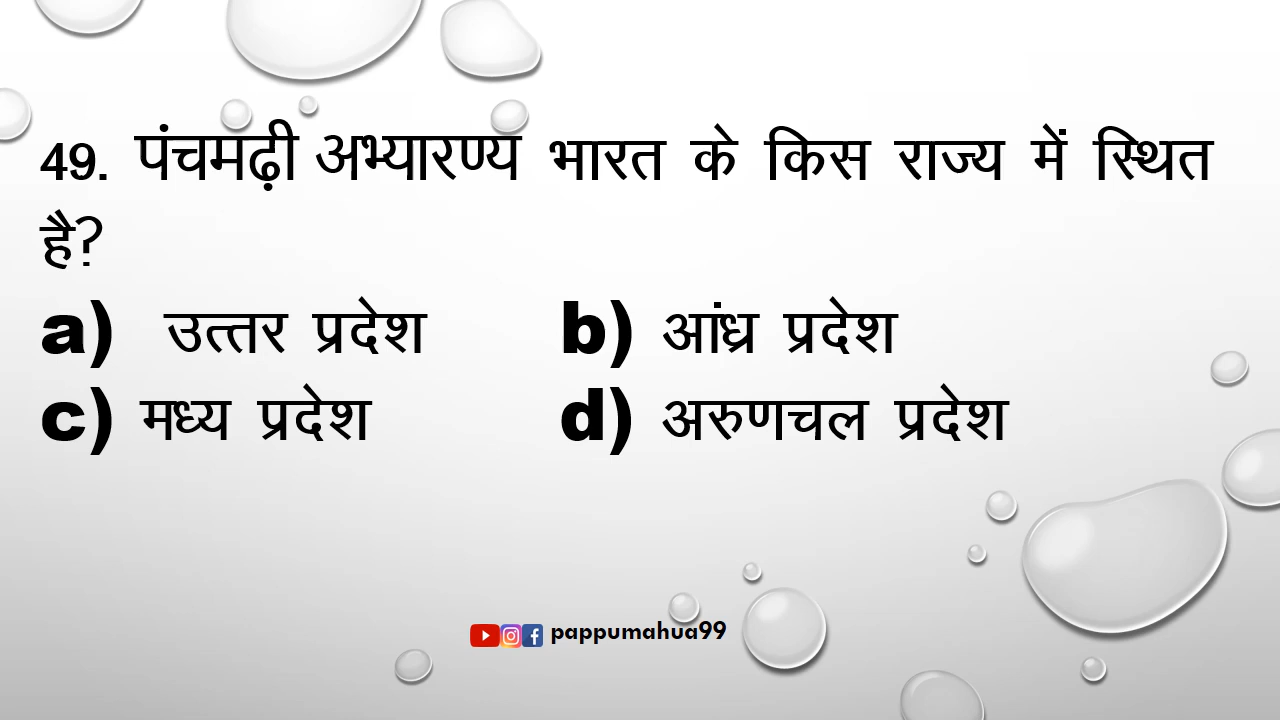 49. पंचमढ़ी अभ्यारण्य भारत के किस राज्य में स्थित
है?
a) उत्तर प्रदेश b) आंध्र प्रदेश
c) मध्य प्रदेश d) अरुणचल प्रदेश
pappumahua99